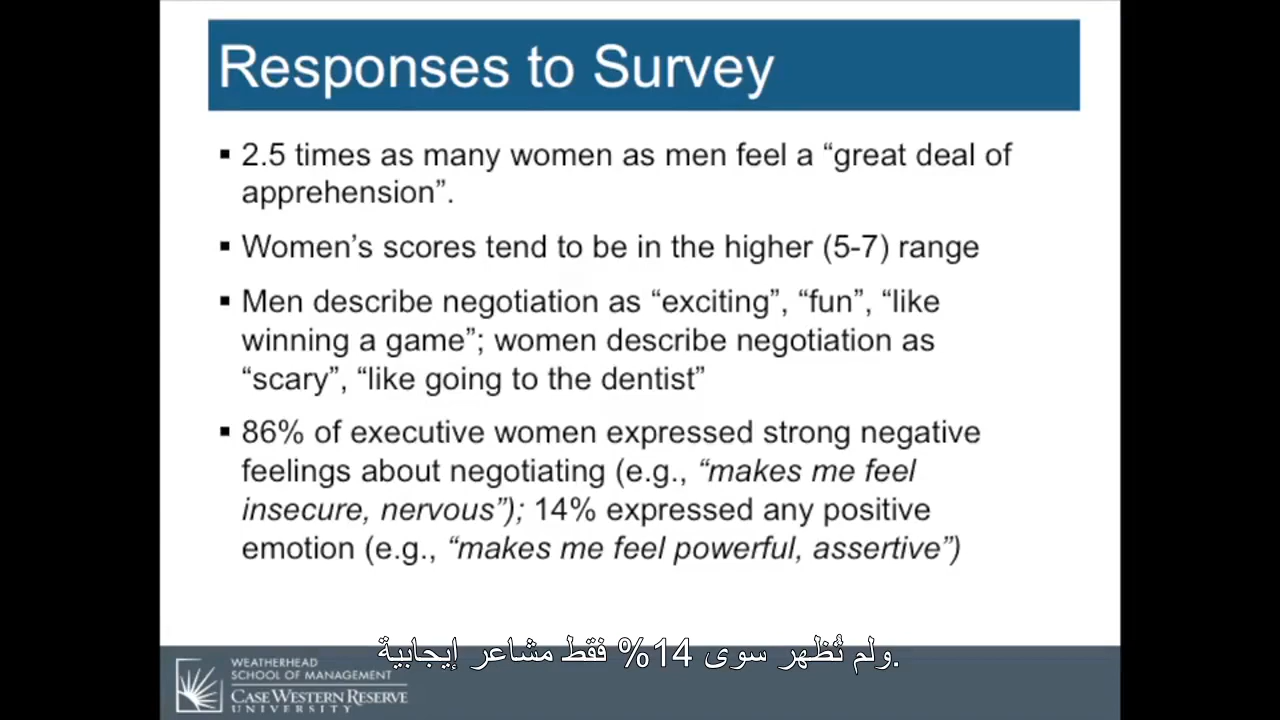 Responses to Survey
▪ 2.5 times as many women as men feel a “great deal of
apprehension”.
▪ Women’s scores tend to be in the higher (5-7) range
▪ Men describe negotiation as “exciting”, “fun”, “like
winning a game”; women describe negotiation as
“scary”, “like going to the dentist”
▪ 86% of executive women expressed strong negative
feelings about negotiating (e.g., “makes me feel
insecure, nervous”); 14% expressed any positive
emotion (e.g., “makes me feel powerful, assertive”)
ولم تُظهر سوى 14% فقط مشاعر إيجابية.
WEATHERHEAD
SCHOOL OF MANAGEMENT
CASE WESTERN RESERVE
UNIVERSITY